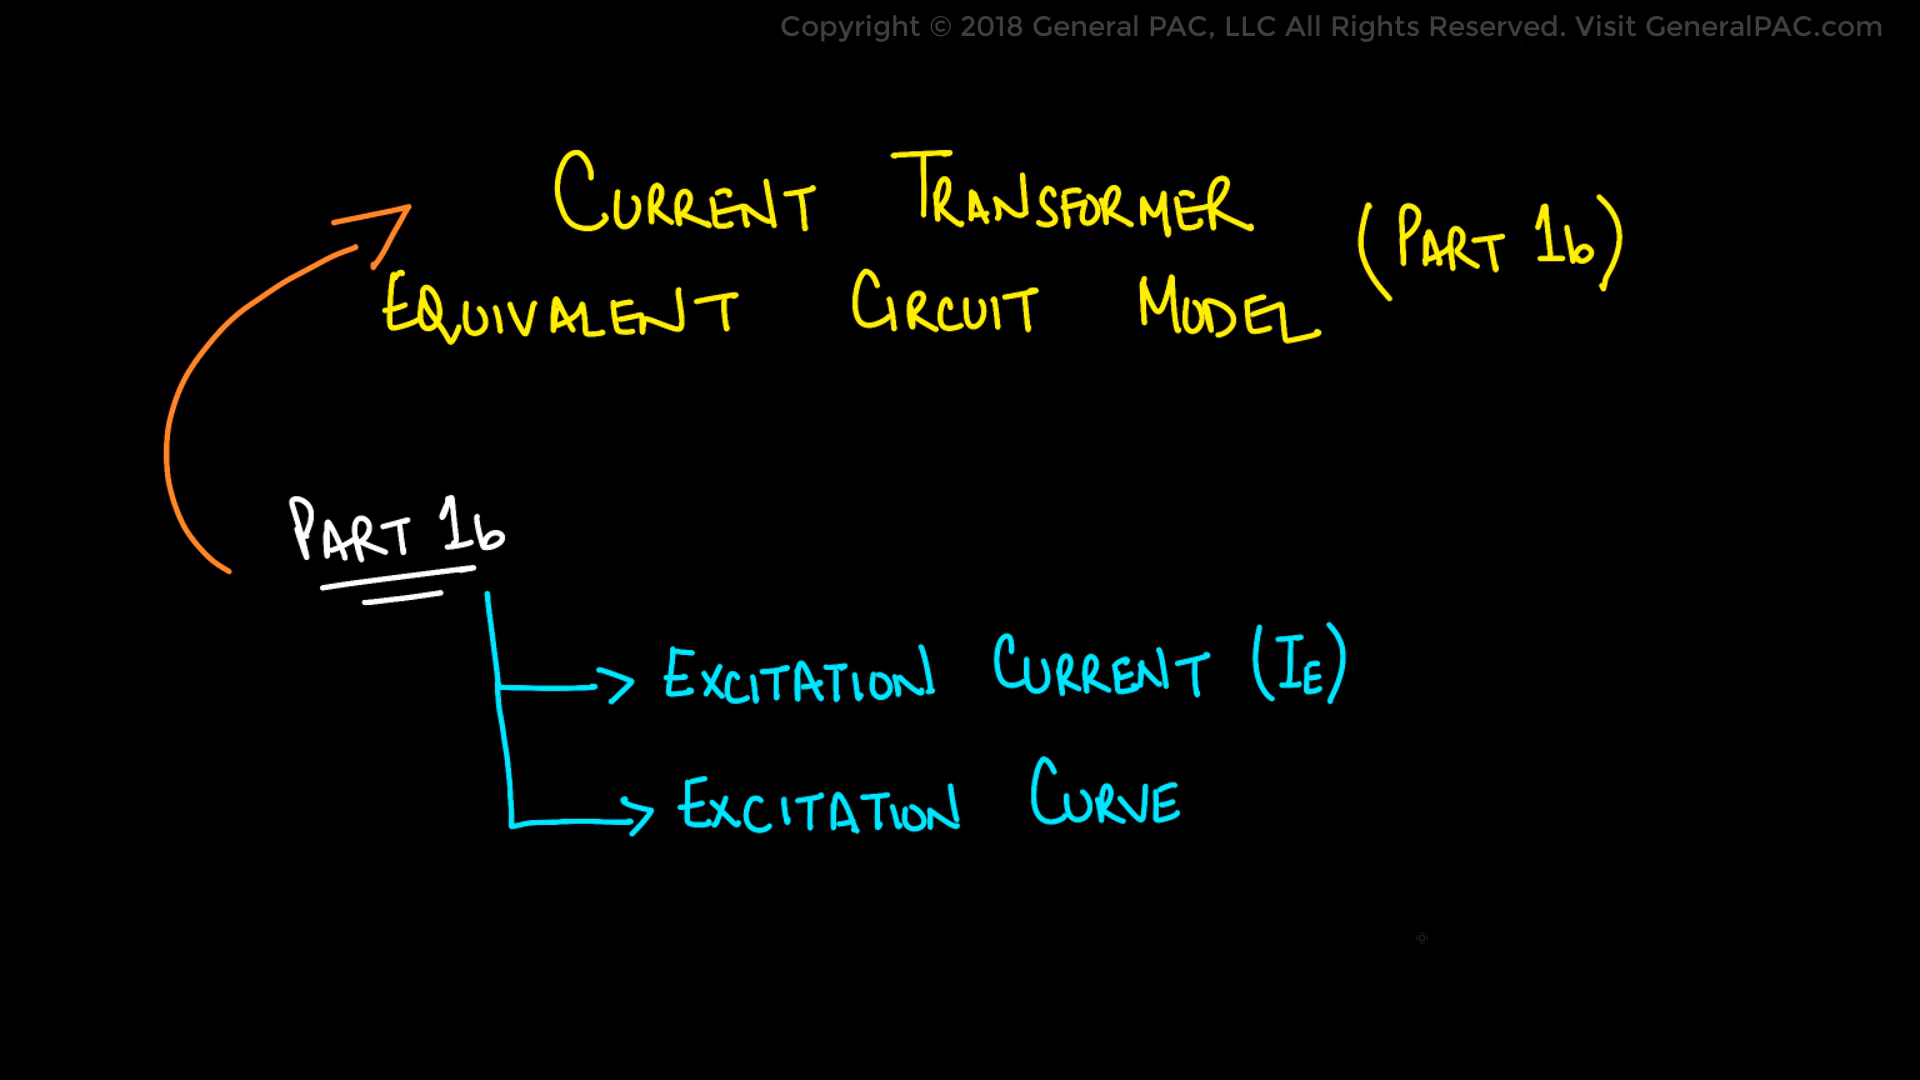 Copyright © 2018 General PAC, LLC All Rights Reserved. Visit GeneralPAC.com
CURRENT TRANSFORMER
EQUIVALENT CIRCUIT MODEL (PART 1b)
PART 1b
EXCITATION CURRENT (IE)
EXCITATION CURVE